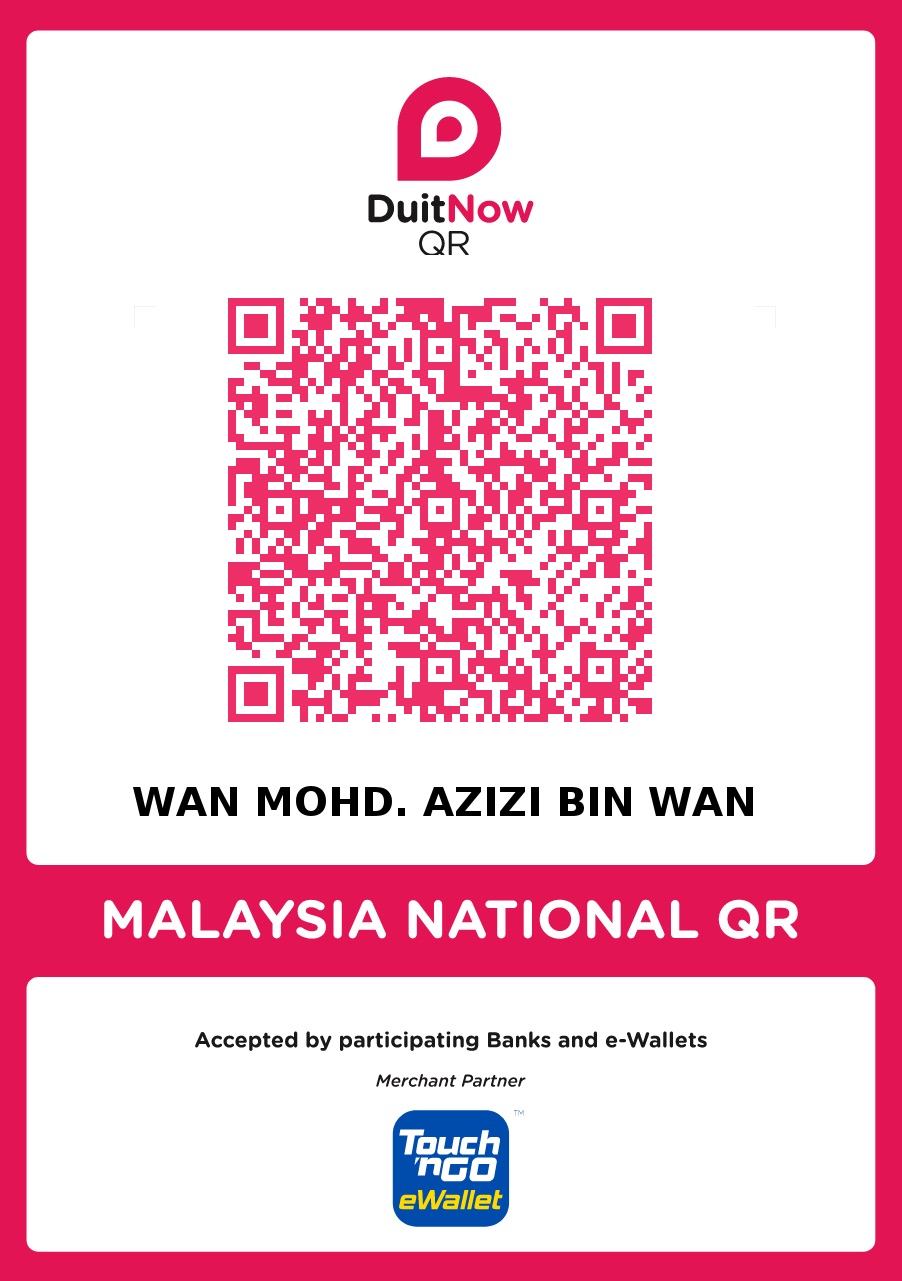 DuitNow
QR
WAN MOHD. AZIZI BIN WAN
MALAYSIA NATIONAL QR
Accepted by participating Banks and e-Wallets
Merchant Partner
TM
Touch
'nGO
eWallet